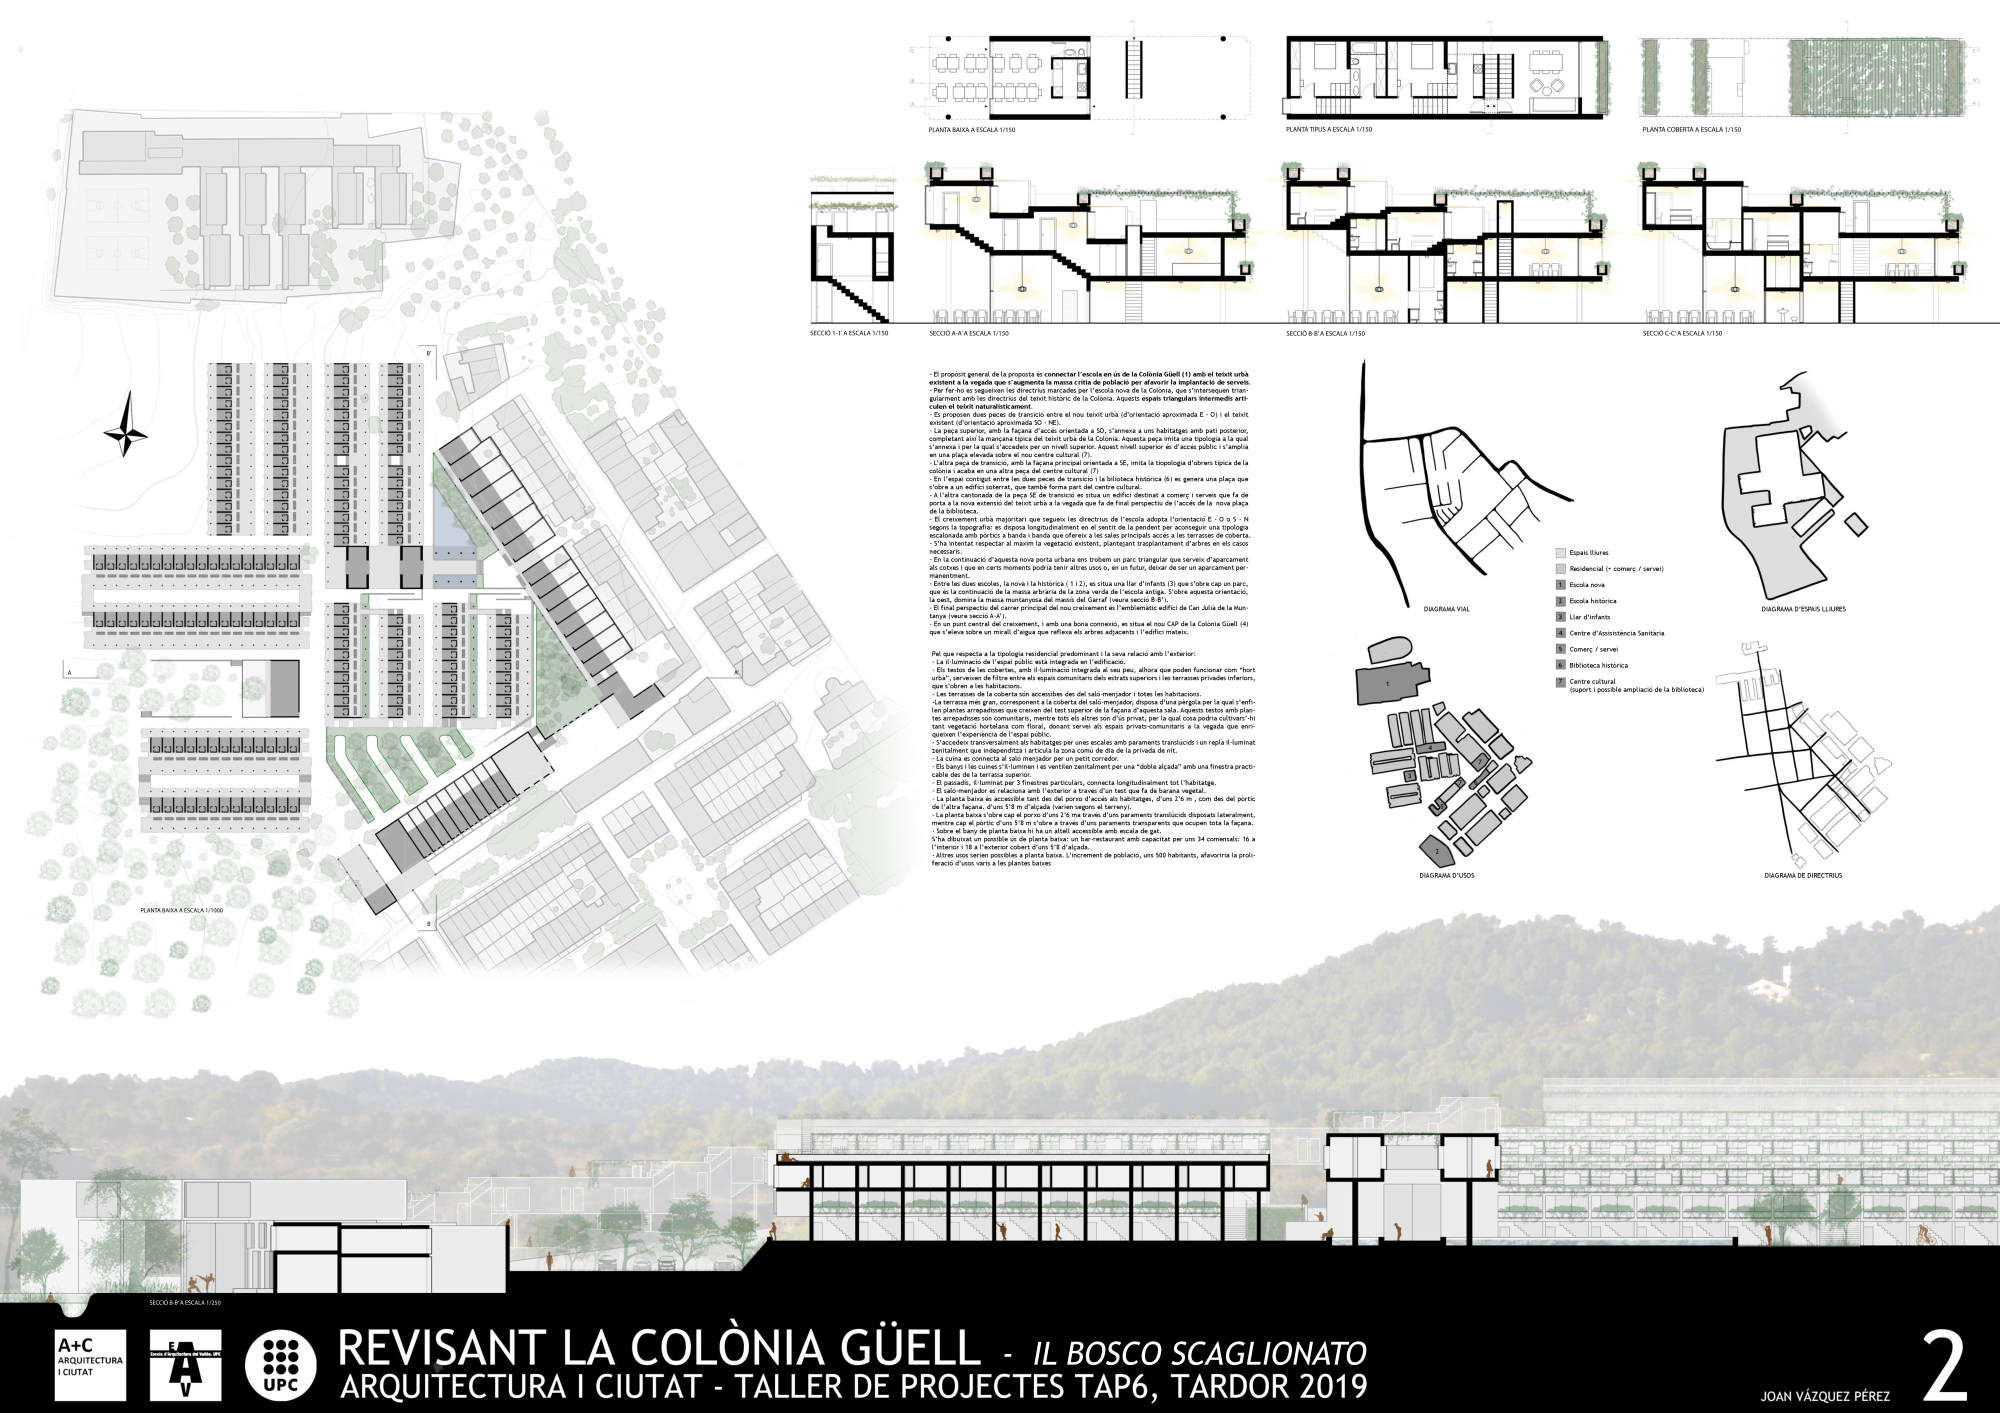 PLANTA BAIXA A ESCALA 1/150
PLANTA TIPUS A ESCALA 1/150
PLANTA COBERTA A ESCALA 1/150
SECCIÓ 1-1' A ESCALA 1/150
SECCIÓ A-A' A ESCALA 1/150
SECCIÓ B-B' A ESCALA 1/150
SECCIÓ C-C' A ESCALA 1/150
B'
A
A'
B
PLANTA BAIXA A ESCALA 1/1000
- El propòsit general de la proposta és connectar l'escola en ús de la Colònia Güell (1) amb el teixit urbà
existent a la vegada que s'augmenta la massa crítia de població per afavorir la implantació de serveis.
- Per fer-ho es segueixen les directrius marcades per l'escola nova de la Colònia, que s'intersequen trian-
gularment amb les directrius del teixit històric de la Colònia. Aquests espais triangulars intermedis arti-
culen el teixit naturalísticament.
- Es proposen dues peces de transició entre el nou teixit urbà (d'orientació aproximada E - O) i el teixit
existent (d'orientació aproximada SO - NE).
- La peça superior, amb la façana d'accés orientada a SO, s'annexa a uns habitatges amb pati posterior,
completant així la mançana típica del teixit urbà de la Colònia. Aquesta peça imita una tipologia a la qual
s'annexa i per la qual s'accedeix per un nivell superior. Aquest nivell superior és d'accés públic i s'amplia
en una plaça elevada sobre el nou centre cultural (7).
- L'altra peça de transició, amb la façana principal orientada a SE, imita la topologia d'obrers típica de la
colònia i acaba en una altra peça del centre cultural (7)
- En l'espai contigut entre les dues peces de transició i la biblioteca històrica (6) es genera una plaça que
s'obre a un edifici soterrat, que també forma part del centre cultural.
- A l'altra cantonada de la peça SE de transició es situa un edifici destinat a comerç i serveis que fa de
porta a la nova extensió del teixit urbà a la vegada que fa de final perspectiu de l'accés de la nova plaça
de la biblioteca.
- El creixement urbà majoritari que segueix les directrius de l'escola adopta l'orientació E - O o S - N
segons la topografia: es disposa longitudinalment en el sentit de la pendent per aconseguir una tipologia
escalonada amb pòrtics a banda i banda que ofereix a les sales principals accés a les terrasses de coberta.
- S'ha intentat respectar al màxim la vegetació existent, plantejant trasplantament d'arbres en els casos
necessaris.
- En la continuació d'aquesta nova porta urbana ens trobem un parc triangular que serveix d'aparcament
als cotxes i que en certs moments podria tenir altres usos o, en un futur, deixar de ser un aparcament per-
manentment.
- Entre les dues escoles, la nova i la històrica ( 1 i 2), es situa una llar d'infants (3) que s'obre cap un parc,
que és la continuació de la massa arbrària de la zona verda de l'escola antiga. S'obre aquesta orientació,
la oest, domina la massa muntanyosa del massís del Garraf (veure secció B-B').
- El final perspectiu del carrer principal del nou creixement és l'emblemàtic edifici de Can Julià de la Mun-
tanya (veure secció A-A').
- En un punt central del creixement, i amb una bona connexió, es situa el nou CAP de la Colònia Güell (4)
que s'eleva sobre un mirall d'aigua que reflexa els arbres adjacents i l'edifici mateix.
Pel que respecta a la tipologia residencial predominant i la seva relació amb l'exterior:
- La il·luminació de l'espai públic està integrada en l'edificació.
- Els testos de les cobertes, amb il·luminació integrada al seu peu, alhora que poden funcionar com "hort
urbà", serveixen de filtre entre els espais comunitaris dels estrats superiors i les terrasses privades inferiors,
que s'obren a les habitacions.
- Les terrasses de la coberta són accessibes des del saló-menjador i totes les habitacions.
-La terrassa més gran, corresponent a la coberta del saló-menjador, disposa d'una pèrgola per la qual s'enfi-
len plantes arrepadisses que creixen del test superior de la façana d'aquesta sala. Aquests testos amb plan-
tes arrepadisses són comunitaris, mentre tots els altres són d'ús privat, per la qual cosa podria cultivars'-hi
tant vegetació hortelana com floral, donant servei als espais privats-comunitaris a la vegada que enri-
queixen l'experiència de l'espai públic.
- S'accedeix transversalment als habitatges per unes escales amb paraments translúcids i un replà il·luminat
zenitalment que independitza i articula la zona comú de dia de la privada de nit.
- La cuina es connecta al saló menjador per un petit corredor.
- Els banys i les cuines s'il·luminen i es ventilen zenitalment per una "doble alçada" amb una finestra practi-
cable des de la terrassa superior.
- El passadís, il·luminat per 3 finestres particulars, connecta longitudinalment tot l'habitatge.
- El saló-menjador es relaciona amb l'exterior a través d'un test que fa de barana vegetal.
- La planta baixa és accessible tant des del porxo d'accés als habitatges, d'uns 2'6 m , com des del pòrtic
de l'altra façana. d'uns 5'8 m d'alçada (varien segons el terreny).
- La planta baixa s'obre cap el porxo d'uns 2'6 ma través d'uns paraments translúcids disposats lateralment,
mentre cap el pòrtic d'uns 5'8 m s'obre a través d'uns paraments transparents que ocupen tota la façana.
- Sobre el bany de planta baixa hi ha un altell accessible amb escala de gat.
S'ha dibuixat un possible ús de planta baixa: un bar-restaurant amb capacitat per uns 34 comensals: 16 a
l'interior i 18 a l'exterior cobert d'uns 5'8 d'alçada.
- Altres usos serien possibles a planta baixa. L'increment de població, uns 500 habitants, afavoriria la proli-
feració d'usos varis a les plantes baixes
DIAGRAMA VIAL
DIAGRAMA D'ESPAIS LLIURES
Espais lliures
Residencial (+ comerç / servei)
1 Escola nova
2 Escola històrica
3 Llar d'infants
4 Centre d'Assisistència Sanitària
5 Comerç / servei
6 Biblioteca històrica
7 Centre cultural
(suport i possible ampliació de la biblioteca)
1
4
3
7
2
DIAGRAMA D'USOS
DIAGRAMA DE DIRECTRIUS
SECCIÓ B-B' A ESCALA 1/250
A+C
ARQUITECTURA
I CIUTAT
E
Escola d'Arquitectura del Vallès. UPC
A
V
UPC
REVISANT LA COLÒNIA GÜELL - IL BOSCO SCAGLIONATO
ARQUITECTURA I CIUTAT - TALLER DE PROJECTES TAP6, TARDOR 2019
JOAN VÁZQUEZ PÉREZ
2